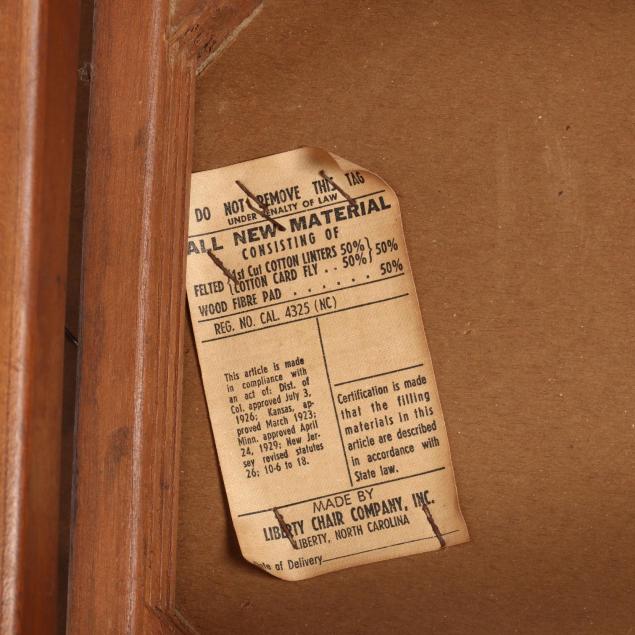 DO NOT REMOVE THIS TAG
UNDER PENALTY OF LAW
ALL NEW MATERIAL
CONSISTING OF
FELTED { 1st Cut COTTON LINTERS 50% } 50%
COTTON CARD FLY . . 50%
WOOD FIBRE PAD . . . . . . 50%
REG. NO. CAL. 4325 (NC)
This article is made
in compliance with
an act of: Dist. of
Col. approved July 3,
1926; Kansas, ap-
proved March 1923;
Minn. approved April
24, 1929; New Jer-
sey revised statutes
26; 10-6 to 18.
Certification is made
that the filling
materials in this
article are described
in accordance with
State law.
MADE BY
LIBERTY CHAIR COMPANY, INC.
LIBERTY, NORTH CAROLINA
of Delivery